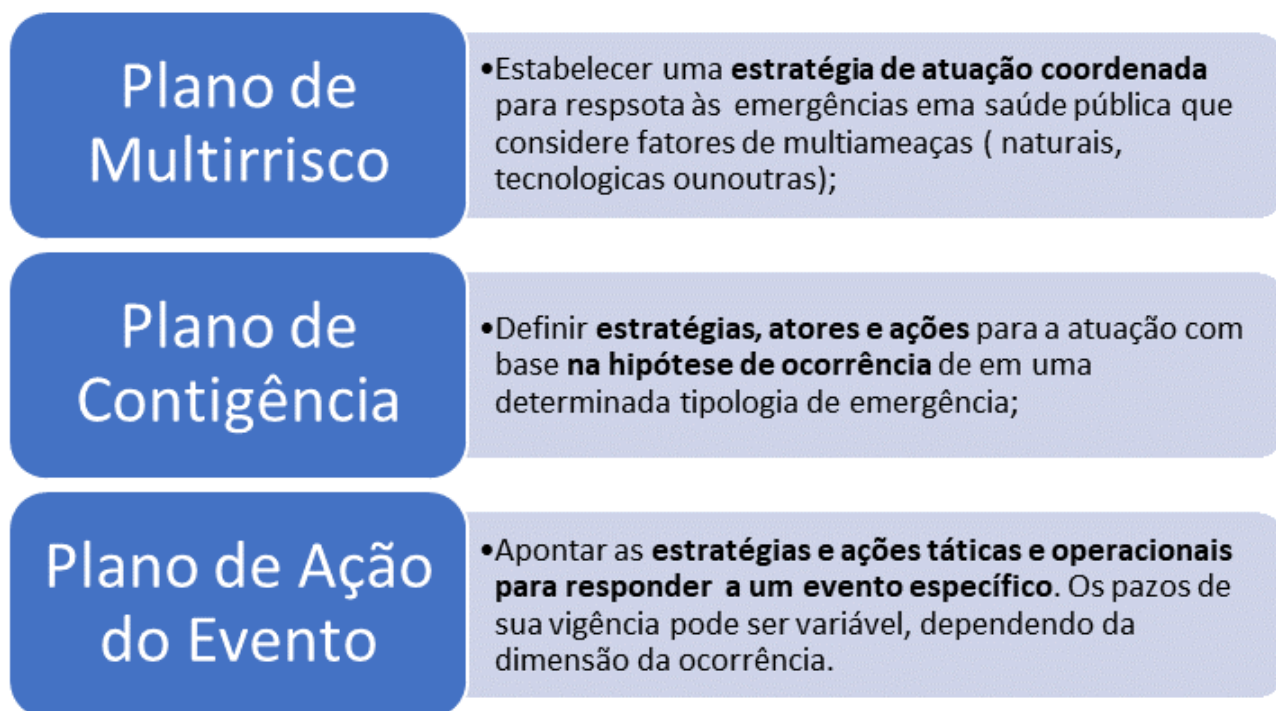 Plano de
Multirrisco
•Estabelecer uma estratégia de atuação coordenada
para respsota às emergências ema saúde pública que
considere fatores de multiameaças ( naturais,
tecnologicas ounoutras);
Plano de
Contigência
•Definir estratégias, atores e ações para a atuação com
base na hipótese de ocorrência de em uma
determinada tipologia de emergência;
Plano de Ação
do Evento
•Apontar as estratégias e ações táticas e operacionais
para responder a um evento específico. Os pazos de
sua vigência pode ser variável, dependendo da
dimensão da ocorrência.